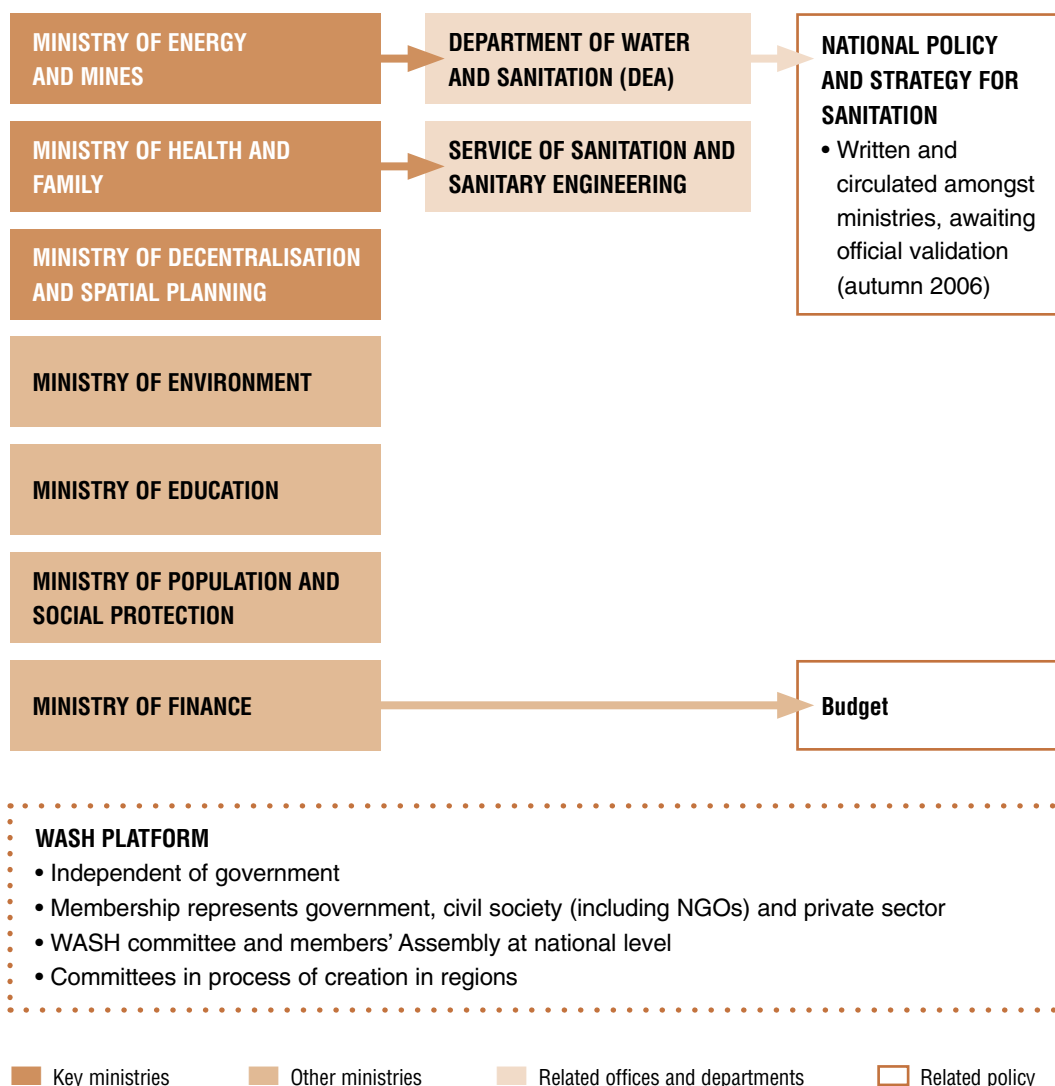 MINISTRY OF ENERGY
AND MINES
DEPARTMENT OF WATER
AND SANITATION (DEA)
NATIONAL POLICY
AND STRATEGY FOR
SANITATION
• Written and
circulated amongst
ministries, awaiting
official validation
(autumn 2006)
MINISTRY OF HEALTH AND
FAMILY
SERVICE OF SANITATION AND
SANITARY ENGINEERING
MINISTRY OF DECENTRALISATION
AND SPATIAL PLANNING
MINISTRY OF ENVIRONMENT
MINISTRY OF EDUCATION
MINISTRY OF POPULATION AND
SOCIAL PROTECTION
MINISTRY OF FINANCE
Budget
WASH PLATFORM
• Independent of government
• Membership represents government, civil society (including NGOs) and private sector
• WASH committee and members’ Assembly at national level
• Committees in process of creation in regions
Key ministries
Other ministries
Related offices and departments
Related policy